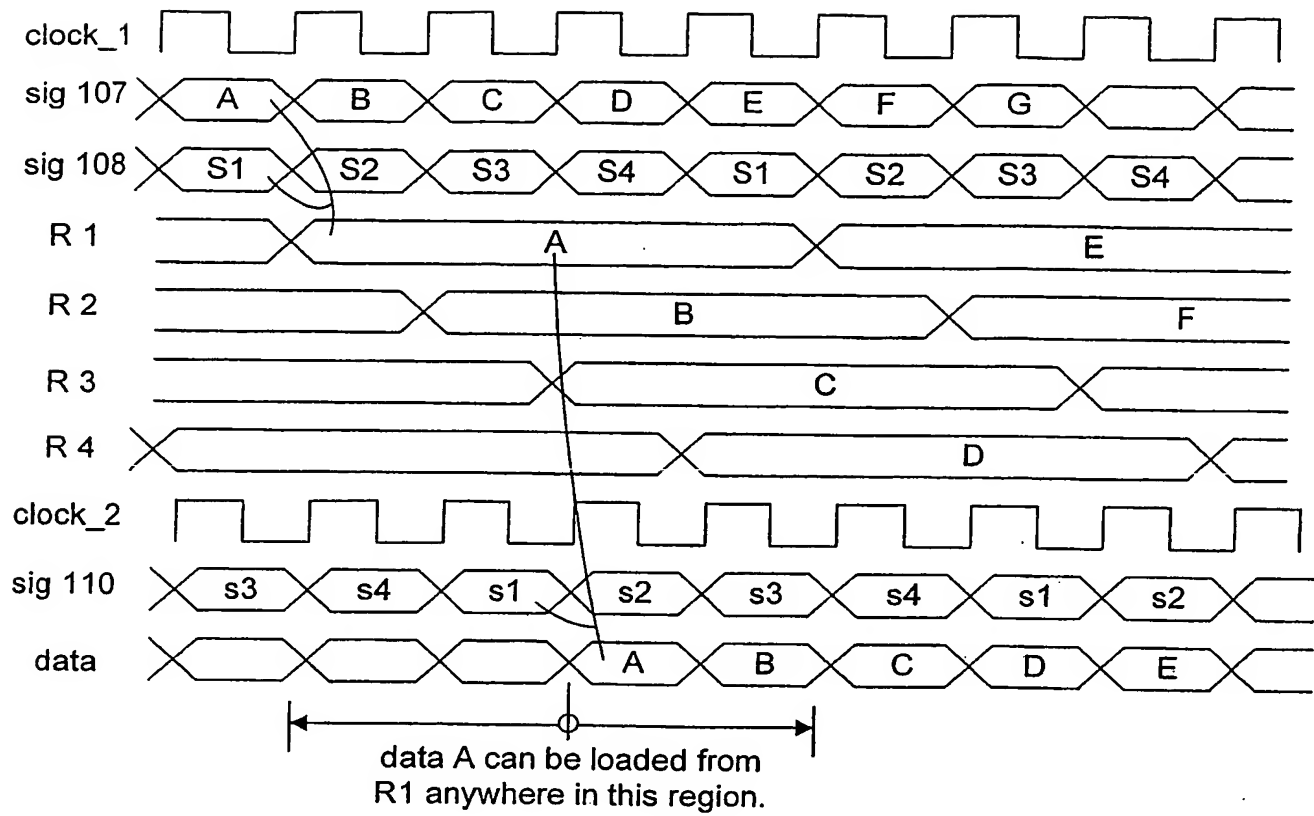 clock_1
sig 107 A B C D E F G
sig 108 S1 S2 S3 S4 S1 S2 S3 S4
R 1 A E
R 2 B F
R 3 C
R 4 D
clock_2
sig 110 s3 s4 s1 s2 s3 s4 s1 s2
data A B C D E
data A can be loaded from
R1 anywhere in this region.